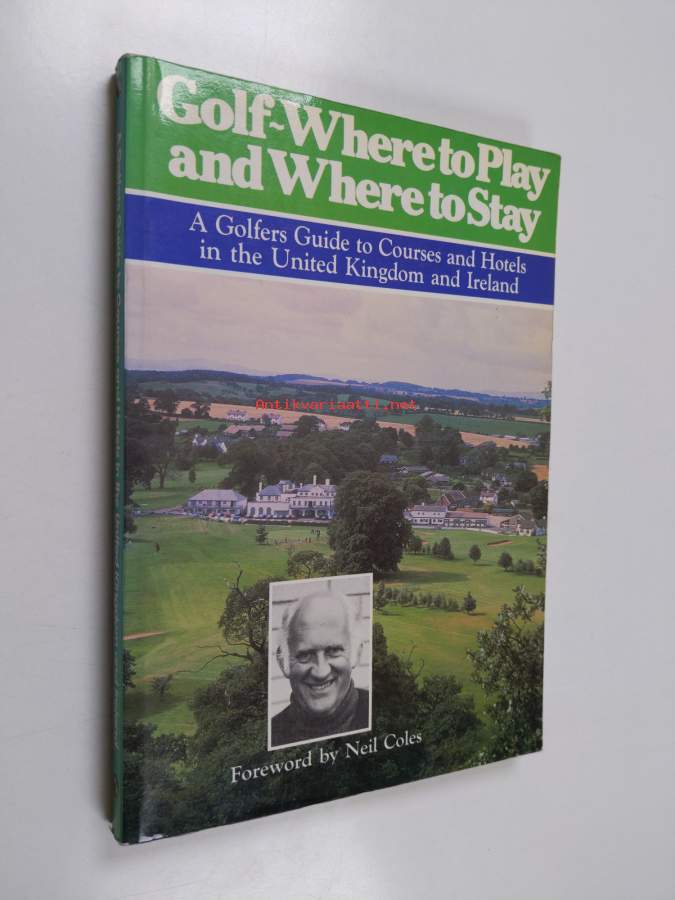 Golf~Where to Play
and Where to Stay
A Golfers Guide to Courses and Hotels
in the United Kingdom and Ireland
Antikvariaatti.net
Foreword by Neil Coles